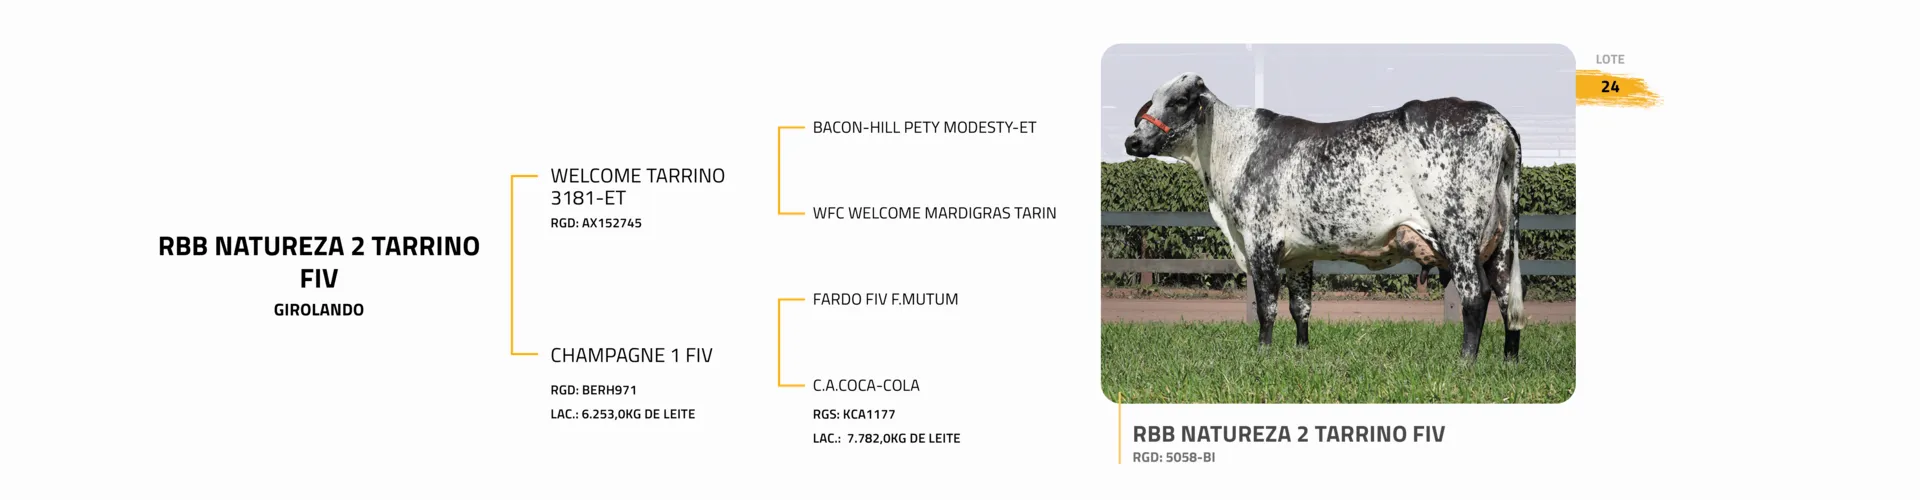 RBB NATUREZA 2 TARRINO
FIV
GIROLANDO
WELCOME TARRINO
3181-ET
RGD: AX152745
CHAMPAGNE 1 FIV
RGD: BERH971
LAC.: 6.253,0KG DE LEITE
BACON-HILL PETY MODESTY-ET
WFC WELCOME MARDIGRAS TARIN
FARDO FIV F.MUTUM
C.A.COCA-COLA
RGS: KCA1177
LAC.: 7.782,0KG DE LEITE
LOTE
24
RBB NATUREZA 2 TARRINO FIV
RGD: 5058-BI